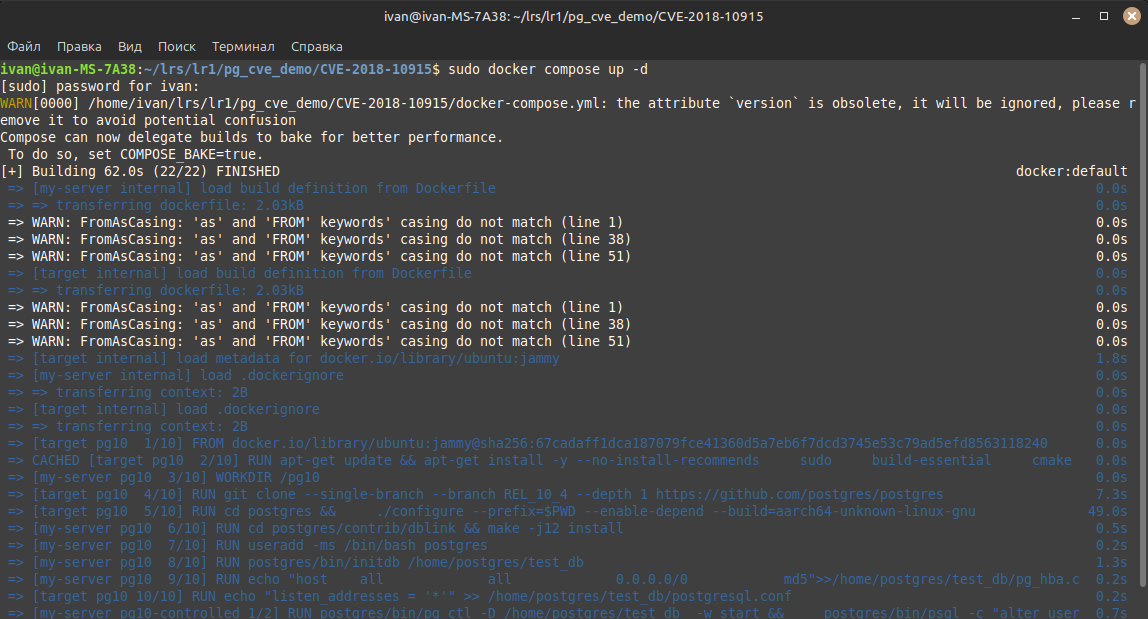 ivan@ivan-MS-7A38: ~/lrs/lr1/pg_cve_demo/CVE-2018-10915
Файл Правка Вид Поиск Терминал Справка
ivan@ivan-MS-7A38:~/lrs/lr1/pg_cve_demo/CVE-2018-10915$ sudo docker compose up -d
[sudo] password for ivan:
WARN[0000] /home/ivan/lrs/lr1/pg_cve_demo/CVE-2018-10915/docker-compose.yml: the attribute `version` is obsolete, it will be ignored, please r
emove it to avoid potential confusion
Compose can now delegate builds to bake for better performance.
 To do so, set COMPOSE_BAKE=true.
[+] Building 62.0s (22/22) FINISHED docker:default
 => [my-server internal] load build definition from Dockerfile 0.0s
 => => transferring dockerfile: 2.03kB 0.0s
 => WARN: FromAsCasing: 'as' and 'FROM' keywords' casing do not match (line 1) 0.0s
 => WARN: FromAsCasing: 'as' and 'FROM' keywords' casing do not match (line 38) 0.0s
 => WARN: FromAsCasing: 'as' and 'FROM' keywords' casing do not match (line 51) 0.0s
 => [target internal] load build definition from Dockerfile 0.0s
 => => transferring dockerfile: 2.03kB 0.0s
 => WARN: FromAsCasing: 'as' and 'FROM' keywords' casing do not match (line 1) 0.0s
 => WARN: FromAsCasing: 'as' and 'FROM' keywords' casing do not match (line 38) 0.0s
 => WARN: FromAsCasing: 'as' and 'FROM' keywords' casing do not match (line 51) 0.0s
 => [target internal] load metadata for docker.io/library/ubuntu:jammy 1.8s
 => [my-server internal] load .dockerignore 0.0s
 => => transferring context: 2B 0.0s
 => [target internal] load .dockerignore 0.0s
 => => transferring context: 2B 0.0s
 => [target pg10  1/10] FROM docker.io/library/ubuntu:jammy@sha256:67cadaff1dca187079fce41360d5a7eb6f7dcd3745e53c79ad5efd8563118240 0.0s
 => CACHED [target pg10  2/10] RUN apt-get update && apt-get install -y --no-install-recommends     sudo     build-essential     cmake 0.0s
 => [my-server pg10  3/10] WORKDIR /pg10 0.0s
 => [target pg10  4/10] RUN git clone --single-branch --branch REL_10_4 --depth 1 https://github.com/postgres/postgres 7.3s
 => [target pg10  5/10] RUN cd postgres &&     ./configure --prefix=$PWD --enable-depend --build=aarch64-unknown-linux-gnu 49.0s
 => [my-server pg10  6/10] RUN cd postgres/contrib/dblink && make -j12 install 0.5s
 => [my-server pg10  7/10] RUN useradd -ms /bin/bash postgres 0.2s
 => [my-server pg10  8/10] RUN postgres/bin/initdb /home/postgres/test_db 1.3s
 => [my-server pg10  9/10] RUN echo "host    all             all             0.0.0.0/0            md5">>/home/postgres/test_db/pg_hba.c 0.2s
 => [target pg10 10/10] RUN echo "listen_addresses = '*'" >> /home/postgres/test_db/postgresql.conf 0.2s
 => [my-server pg10-controlled 1/2] RUN postgres/bin/pg_ctl -D /home/postgres/test_db  -w start &&     postgres/bin/psql -c "alter user 0.7s